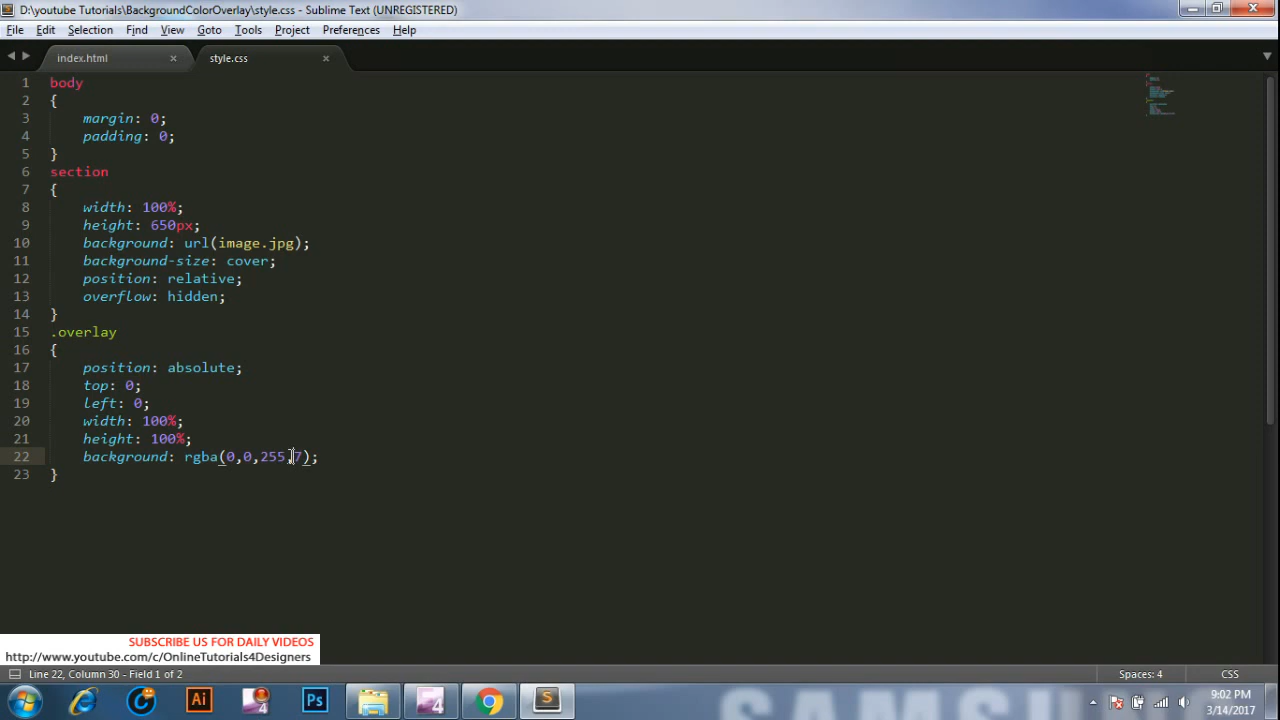 D:\youtube Tutorials\BackgroundColorOverlay\style.css - Sublime Text (UNREGISTERED)
File Edit Selection Find View Goto Tools Project Preferences Help
index.html × style.css ×
1 body
2 {
3 margin: 0;
4 padding: 0;
5 }
6 section
7 {
8 width: 100%;
9 height: 650px;
10 background: url(image.jpg);
11 background-size: cover;
12 position: relative;
13 overflow: hidden;
14 }
15 .overlay
16 {
17 position: absolute;
18 top: 0;
19 left: 0;
20 width: 100%;
21 height: 100%;
22 background: rgba(0,0,255,7);
23 }
SUBSCRIBE US FOR DAILY VIDEOS
http://www.youtube.com/c/OnlineTutorials4Designers
Line 22, Column 30 - Field 1 of 2 Spaces: 4 CSS
Ai 4 Ps 4 S 9:02 PM
3/14/2017